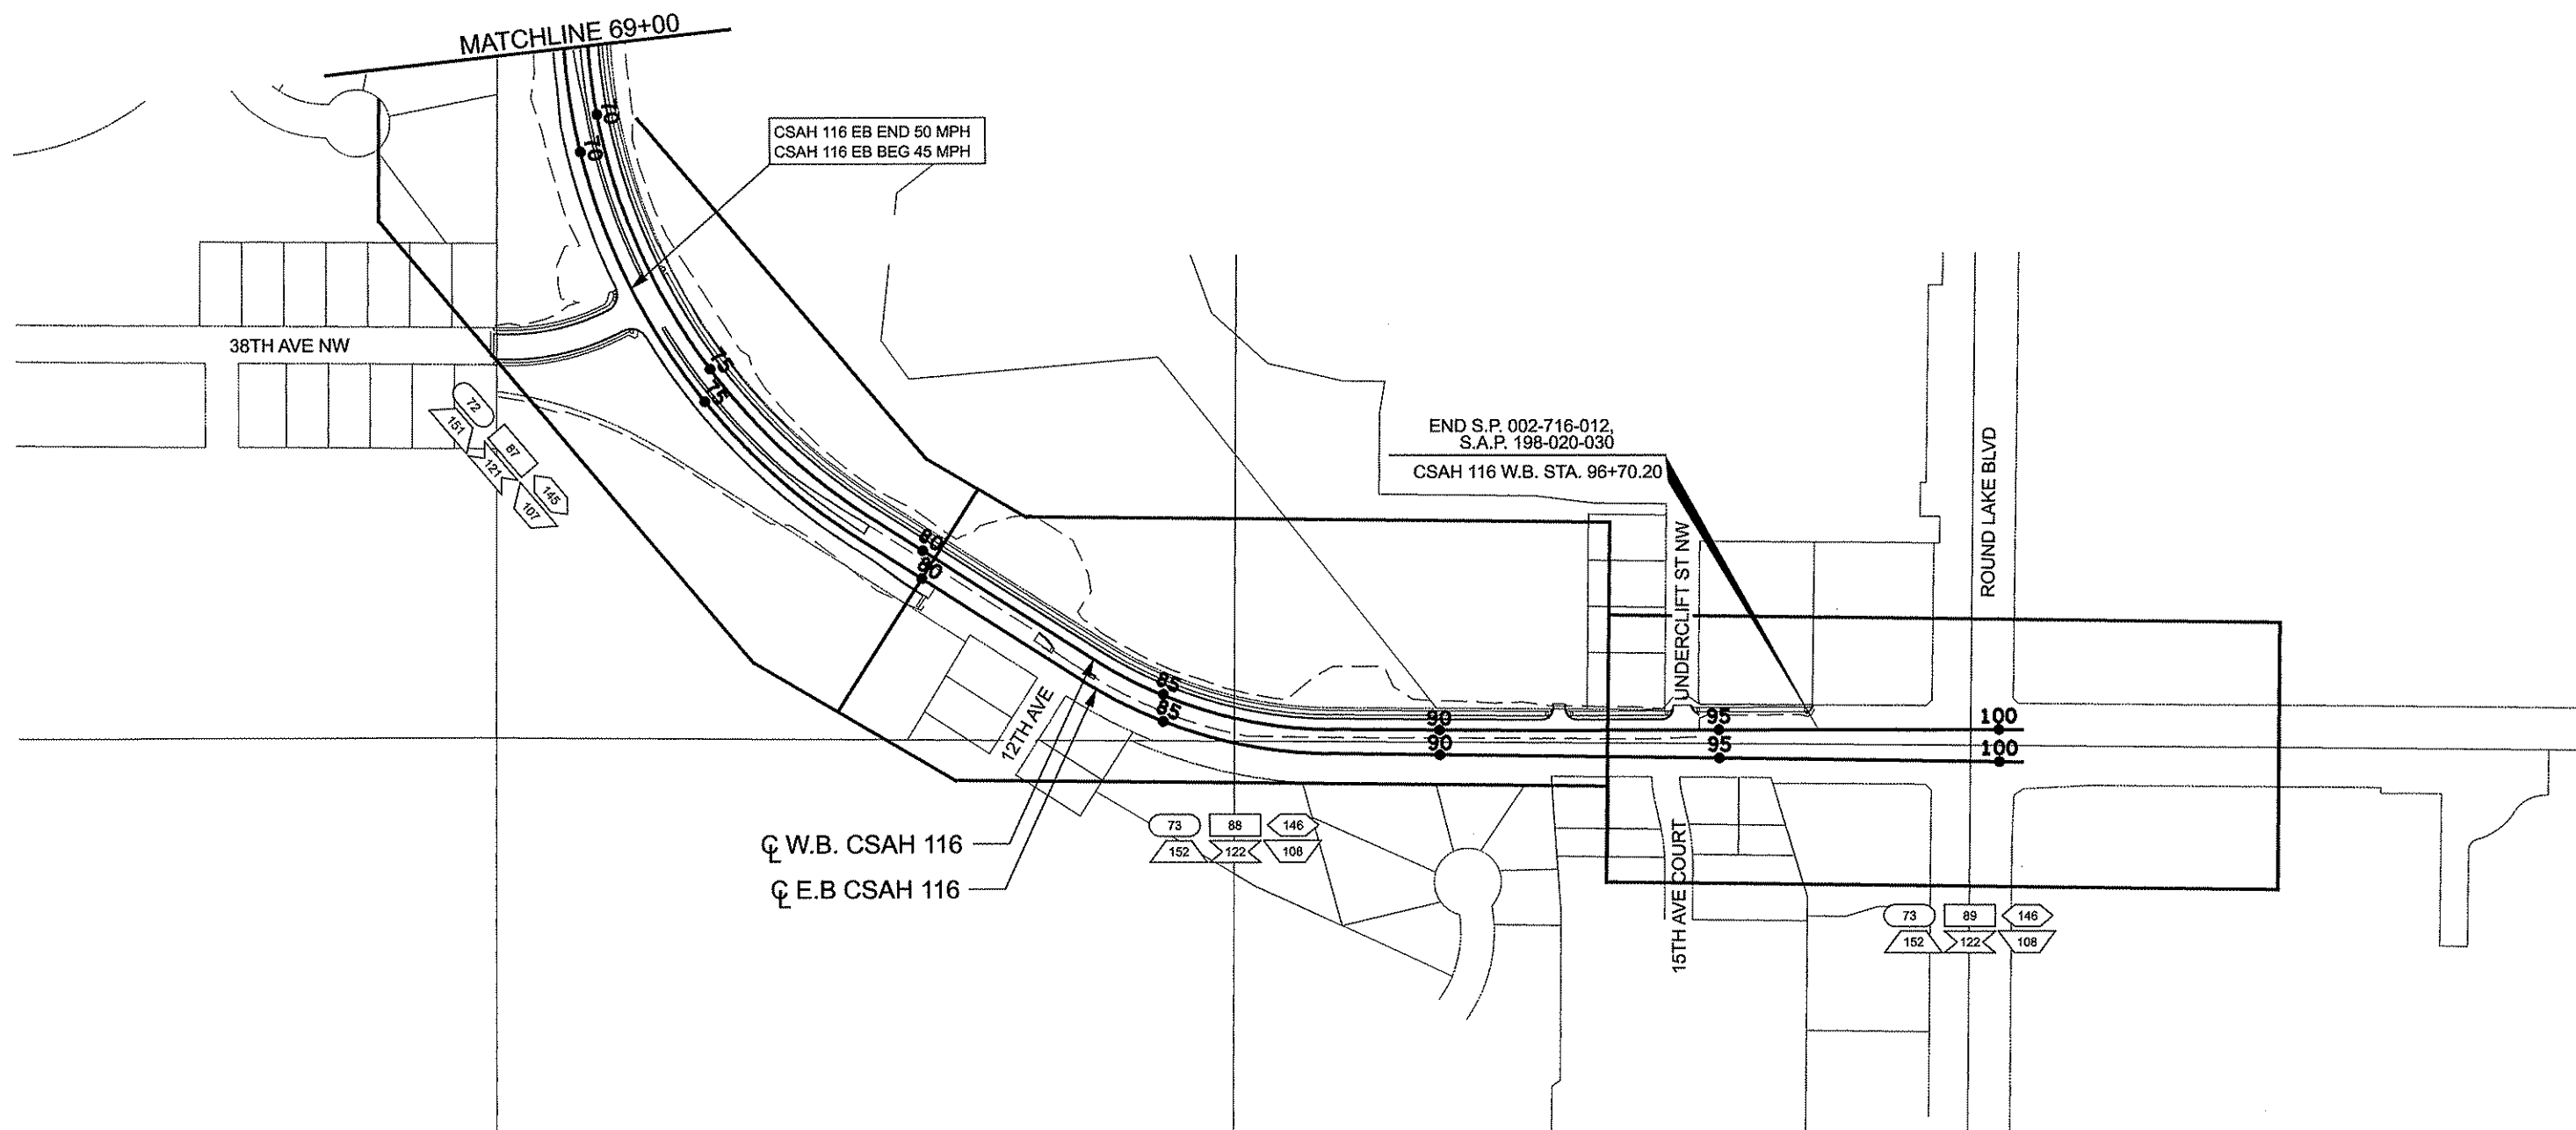 MATCHLINE 69+00
70
70
CSAH 116 EB END 50 MPH
CSAH 116 EB BEG 45 MPH
38TH AVE NW
75
75
72
151
87
121
145
107
END S.P. 002-716-012,
S.A.P. 198-020-030
CSAH 116 W.B. STA. 96+70.20
UNDERCLIFT ST NW
ROUND LAKE BLVD
80
80
12TH AVE
85
85
90
90
95
95
100
100
℄ W.B. CSAH 116
℄ E.B CSAH 116
73 88 146
152 122 108
15TH AVE COURT
73 89 146
152 122 108